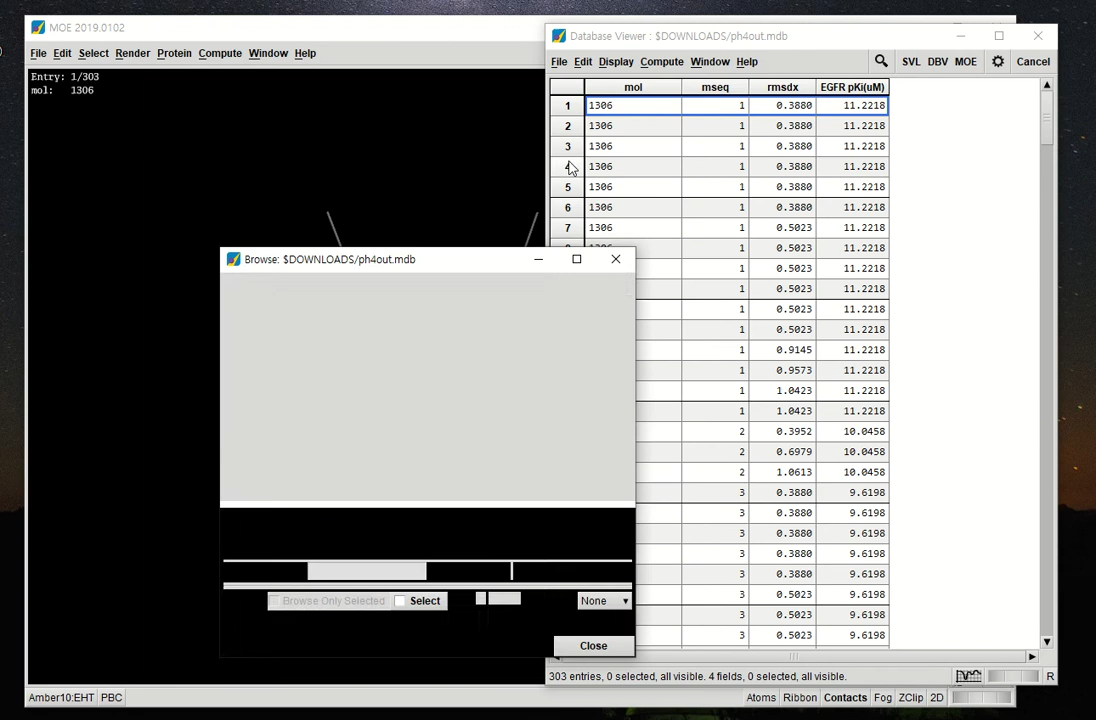 MOE 2019.0102
File Edit Select Render Protein Compute Window Help
Entry: 1/303
mol: 1306
Database Viewer : $DOWNLOADS/ph4out.mdb
File Edit Display Compute Window Help
SVL DBV MOE Cancel
mol mseq rmsdx EGFR pKi(uM)
1 1306 1 0.3880 11.2218
2 1306 1 0.3880 11.2218
3 1306 1 0.3880 11.2218
4 1306 1 0.3880 11.2218
5 1306 1 0.3880 11.2218
6 1306 1 0.3880 11.2218
7 1306 1 0.5023 11.2218
1 0.5023 11.2218
1 0.5023 11.2218
1 0.5023 11.2218
1 0.5023 11.2218
1 0.5023 11.2218
1 0.9145 11.2218
1 0.9573 11.2218
1 1.0423 11.2218
1 1.0423 11.2218
2 0.3952 10.0458
2 0.6979 10.0458
2 1.0613 10.0458
3 0.3880 9.6198
3 0.3880 9.6198
3 0.3880 9.6198
3 0.3880 9.6198
3 0.3880 9.6198
3 0.5023 9.6198
3 0.5023 9.6198
3 0.5023 9.6198
303 entries, 0 selected, all visible. 4 fields, 0 selected, all visible.
R
Browse: $DOWNLOADS/ph4out.mdb
Browse Only Selected Select None
Close
Amber10:EHT PBC
Atoms Ribbon Contacts Fog ZClip 2D